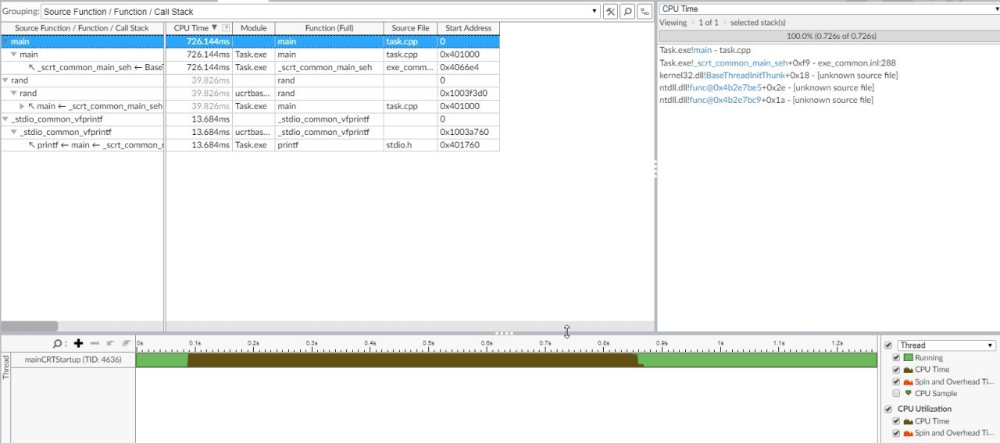 Grouping: Source Function / Function / Call Stack
Source Function / Function / Call Stack CPU Time ▼ » Module Function (Full) Source File Start Address
main 726.144ms main task.cpp 0
main 726.144ms Task.exe main task.cpp 0x401000
↖ _scrt_common_main_seh ← Base 726.144ms Task.exe _scrt_common_main_seh exe_comm... 0x4066e4
rand 39.826ms rand 0
rand 39.826ms ucrtbas... rand 0x1003f3d0
↖ main ← _scrt_common_main_seh 39.826ms Task.exe main task.cpp 0x401000
_stdio_common_vfprintf 13.684ms _stdio_common_vfprintf 0
_stdio_common_vfprintf 13.684ms ucrtbas... _stdio_common_vfprintf 0x1003a760
↖ printf ← main ← _scrt_common_ 13.684ms Task.exe printf stdio.h 0x401760
CPU Time
Viewing 1 of 1 selected stack(s)
100.0% (0.726s of 0.726s)
Task.exe!main - task.cpp
Task.exe!_scrt_common_main_seh+0xf9 - exe_common.inl:288
kernel32.dll!BaseThreadInitThunk+0x18 - [unknown source file]
ntdll.dll!func@0x4b2e7be5+0x2e - [unknown source file]
ntdll.dll!func@0x4b2e7bc9+0x1a - [unknown source file]
0s 0.1s 0.2s 0.3s 0.4s 0.5s 0.6s 0.7s 0.8s 0.9s 1s 1.1s 1.2s
Thread
mainCRTStartup (TID: 4636)
Thread
Running
CPU Time
Spin and Overhead Ti...
CPU Sample
CPU Utilization
CPU Time
Spin and Overhead Ti...